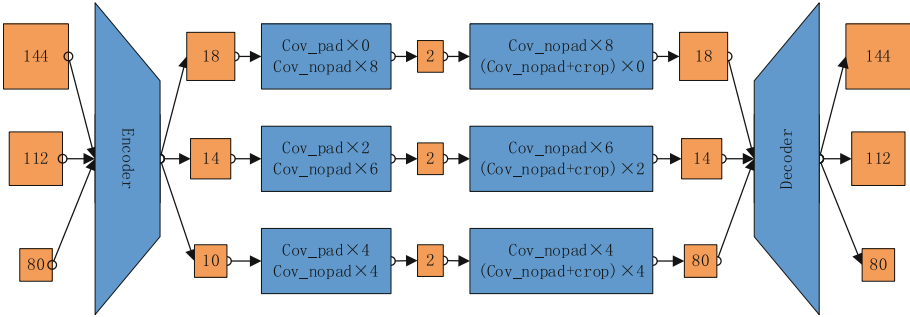 144
18
Cov_pad×0
Cov_nopad×8
2
Cov_nopad×8
(Cov_nopad+crop)×0
18
144
112
Encoder
14
Cov_pad×2
Cov_nopad×6
2
Cov_nopad×6
(Cov_nopad+crop)×2
14
Decoder
112
80
10
Cov_pad×4
Cov_nopad×4
2
Cov_nopad×4
(Cov_nopad+crop)×4
80
80